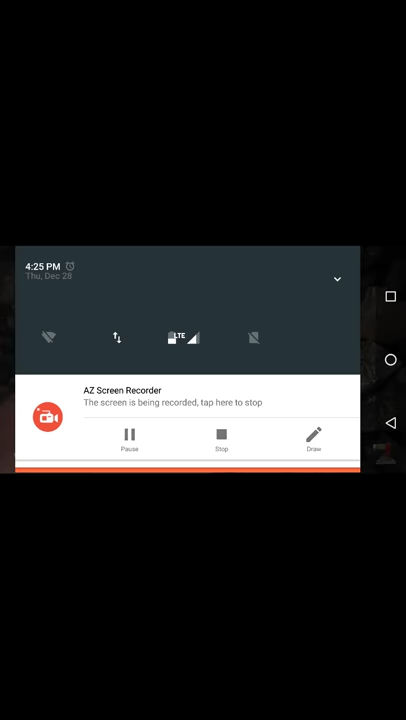 4:25 PM
Thu, Dec 28
LTE
AZ Screen Recorder
The screen is being recorded, tap here to stop
Pause
Stop
Draw